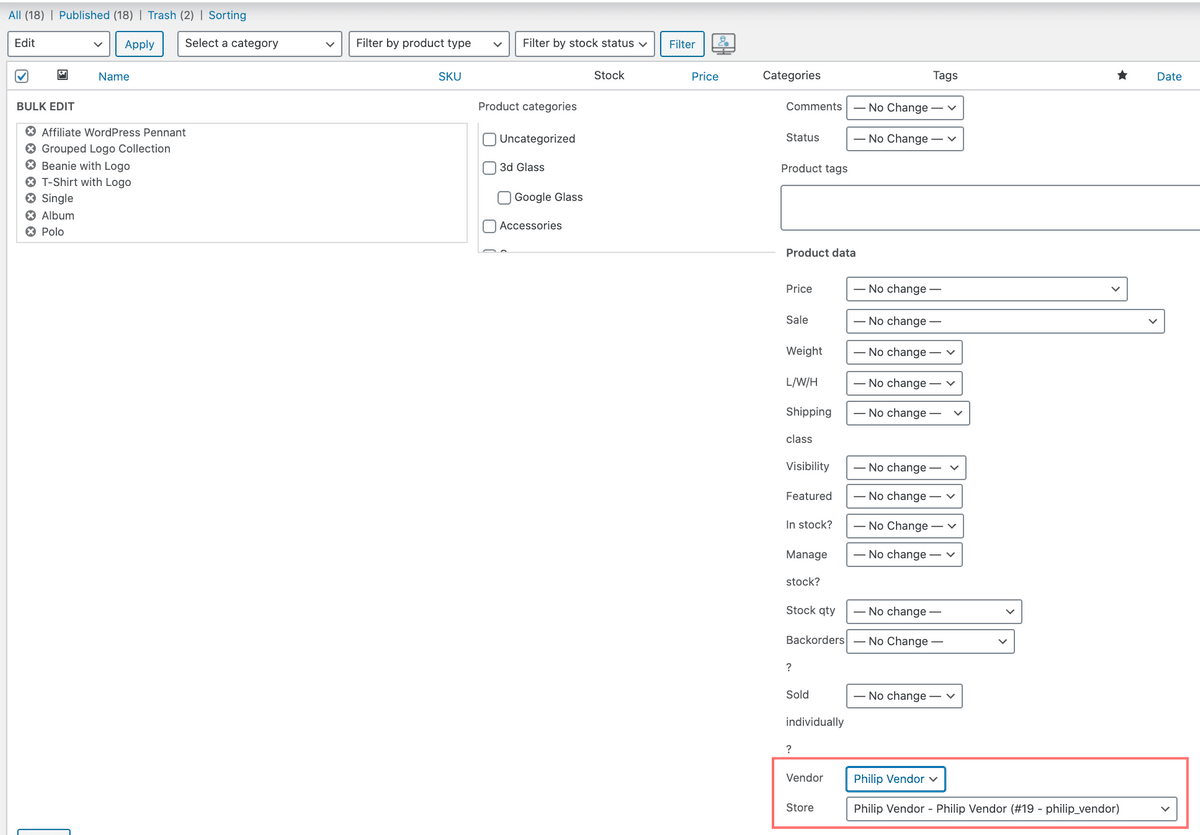 All (18) | Published (18) | Trash (2) | Sorting
Edit Apply Select a category Filter by product type Filter by stock status Filter
Name SKU Stock Price Categories Tags Date
BULK EDIT
Affiliate WordPress Pennant
Grouped Logo Collection
Beanie with Logo
T-Shirt with Logo
Single
Album
Polo
Product categories
Uncategorized
3d Glass
Google Glass
Accessories
Comments — No Change —
Status — No Change —
Product tags
Product data
Price — No change —
Sale — No change —
Weight — No change —
L/W/H — No change —
Shipping — No change —
class
Visibility — No change —
Featured — No change —
In stock? — No Change —
Manage — No change —
stock?
Stock qty — No change —
Backorders — No Change —
?
Sold — No change —
individually
?
Vendor Philip Vendor
Store Philip Vendor - Philip Vendor (#19 - philip_vendor)